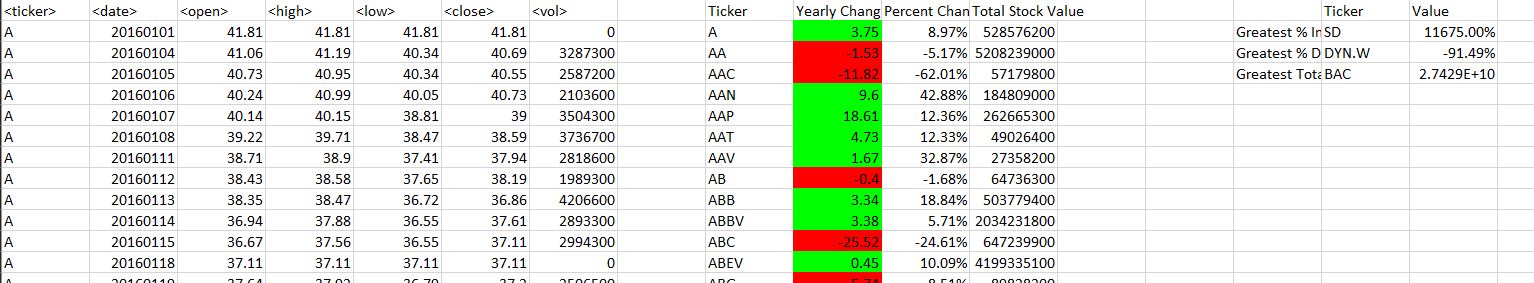 <ticker> <date> <open> <high> <low> <close> <vol> Ticker Yearly Chang Percent Chan Total Stock Value Ticker Value
A 20160101 41.81 41.81 41.81 41.81 0 A 3.75 8.97% 528576200 Greatest % In SD 11675.00%
A 20160104 41.06 41.19 40.34 40.69 3287300 AA -1.53 -5.17% 5208239000 Greatest % D DYN.W -91.49%
A 20160105 40.73 40.95 40.34 40.55 2587200 AAC -11.82 -62.01% 57179800 Greatest Tota BAC 2.7429E+10
A 20160106 40.24 40.99 40.05 40.73 2103600 AAN 9.6 42.88% 184809000
A 20160107 40.14 40.15 38.81 39 3504300 AAP 18.61 12.36% 262665300
A 20160108 39.22 39.71 38.47 38.59 3736700 AAT 4.73 12.33% 49026400
A 20160111 38.71 38.9 37.41 37.94 2818600 AAV 1.67 32.87% 27358200
A 20160112 38.43 38.58 37.65 38.19 1989300 AB -0.4 -1.68% 64736300
A 20160113 38.35 38.47 36.72 36.86 4206600 ABB 3.34 18.84% 503779400
A 20160114 36.94 37.88 36.55 37.61 2893300 ABBV 3.38 5.71% 2034231800
A 20160115 36.67 37.56 36.55 37.11 2994300 ABC -25.52 -24.61% 647239900
A 20160118 37.11 37.11 37.11 37.11 0 ABEV 0.45 10.09% 4199335100